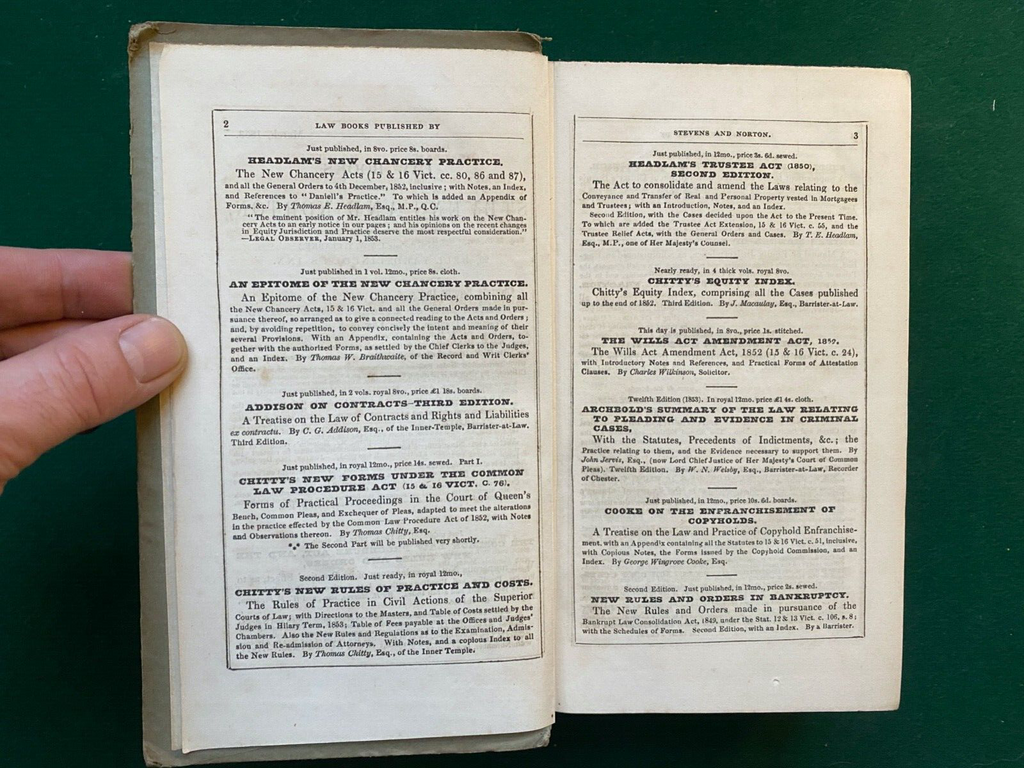 2 LAW BOOKS PUBLISHED BY
Just published, in 8vo. price 8s. boards.
HEADLAM'S NEW CHANCERY PRACTICE.
The New Chancery Acts (15 & 16 Vict. cc. 80, 86 and 87),
and all the General Orders to 4th December, 1852, inclusive; with Notes, an Index,
and References to "Daniell's Practice." To which is added an Appendix of
Forms, &c. By Thomas E. Headlam, Esq., M.P., Q.C.
"The eminent position of Mr. Headlam entitles his work on the New Chan-
cery Acts to an early notice in our pages; and his opinions on the recent changes
in Equity Jurisdiction and Practice deserve the most respectful consideration."
—LEGAL OBSERVER, January 1, 1853.
Just published in 1 vol. 12mo., price 8s. cloth.
AN EPITOME OF THE NEW CHANCERY PRACTICE.
An Epitome of the New Chancery Practice, combining all
the New Chancery Acts, 15 & 16 Vict. and all the General Orders made in pur-
suance thereof, so arranged as to give a connected reading to the Acts and Orders;
and, by avoiding repetition, to convey concisely the intent and meaning of their
several Provisions. With an Appendix, containing the Acts and Orders, to-
gether with the authorised Forms, as settled by the Chief Clerks to the Judges,
and an Index. By Thomas W. Braithwaite, of the Record and Writ Clerks'
Office.
Just published, in 2 vols. royal 8vo., price £1 18s. boards.
ADDISON ON CONTRACTS—THIRD EDITION.
A Treatise on the Law of Contracts and Rights and Liabilities
ex contractu. By C. G. Addison, Esq., of the Inner-Temple, Barrister-at-Law.
Third Edition.
Just published, in royal 12mo., price 14s. sewed. Part I.
CHITTY'S NEW FORMS UNDER THE COMMON
LAW PROCEDURE ACT (15 & 16 VICT. C. 76).
Forms of Practical Proceedings in the Court of Queen's
Bench, Common Pleas, and Exchequer of Pleas, adapted to meet the alterations
in the practice effected by the Common Law Procedure Act of 1852, with Notes
and Observations thereon. By Thomas Chitty, Esq.
*** The Second Part will be published very shortly.
Second Edition. Just ready, in royal 12mo.,
CHITTY'S NEW RULES OF PRACTICE AND COSTS.
The Rules of Practice in Civil Actions of the Superior
Courts of Law; with Directions to the Masters, and Table of Costs settled by the
Judges in Hilary Term, 1853; Table of Fees payable at the Offices and Judges'
Chambers. Also the New Rules and Regulations as to the Examination, Admis-
sion and Re-admission of Attorneys. With Notes, and a copious Index to all
the New Rules. By Thomas Chitty, Esq., of the Inner Temple.
STEVENS AND NORTON. 3
Just published, in 12mo., price 3s. 6d. sewed.
HEADLAM'S TRUSTEE ACT (1850),
SECOND EDITION.
The Act to consolidate and amend the Laws relating to the
Conveyance and Transfer of Real and Personal Property vested in Mortgagees
and Trustees; with an Introduction, Notes, and an Index.
Second Edition, with the Cases decided upon the Act to the Present Time.
To which are added the Trustee Act Extension, 15 & 16 Vict. c. 55, and the
Trustee Relief Acts, with the General Orders and Cases. By T. E. Headlam,
Esq., M.P., one of Her Majesty's Counsel.
Nearly ready, in 4 thick vols. royal 8vo.
CHITTY'S EQUITY INDEX.
Chitty's Equity Index, comprising all the Cases published
up to the end of 1852. Third Edition. By J. Macaulay, Esq., Barrister-at-Law.
This day is published, in 8vo., price 1s. stitched.
THE WILLS ACT AMENDMENT ACT, 1852.
The Wills Act Amendment Act, 1852 (15 & 16 Vict. c. 24),
with Introductory Notes and References, and Practical Forms of Attestation
Clauses. By Charles Wilkinson, Solicitor.
Twelfth Edition (1853). In royal 12mo. price £1 4s. cloth.
ARCHBOLD'S SUMMARY OF THE LAW RELATING
TO PLEADING AND EVIDENCE IN CRIMINAL
CASES,
With the Statutes, Precedents of Indictments, &c.; the
Practice relating to them, and the Evidence necessary to support them. By
John Jervis, Esq., (now Lord Chief Justice of Her Majesty's Court of Common
Pleas). Twelfth Edition. By W. N. Welsby, Esq., Barrister-at-Law, Recorder
of Chester.
Just published, in 12mo., price 10s. 6d. boards.
COOKE ON THE ENFRANCHISEMENT OF
COPYHOLDS.
A Treatise on the Law and Practice of Copyhold Enfranchise-
ment, with an Appendix containing all the Statutes to 15 & 16 Vict. c. 51, inclusive,
with Copious Notes, the Forms issued by the Copyhold Commission, and an
Index. By George Wingrove Cooke, Esq.
Second Edition. Just published, in 12mo., price 2s. sewed.
NEW RULES AND ORDERS IN BANKRUPTCY.
The New Rules and Orders made in pursuance of the
Bankrupt Law Consolidation Act, 1849, under the Stat. 12 & 13 Vict. c. 106, s. 8;
with the Schedules of Forms. Second Edition, with an Index. By a Barrister.